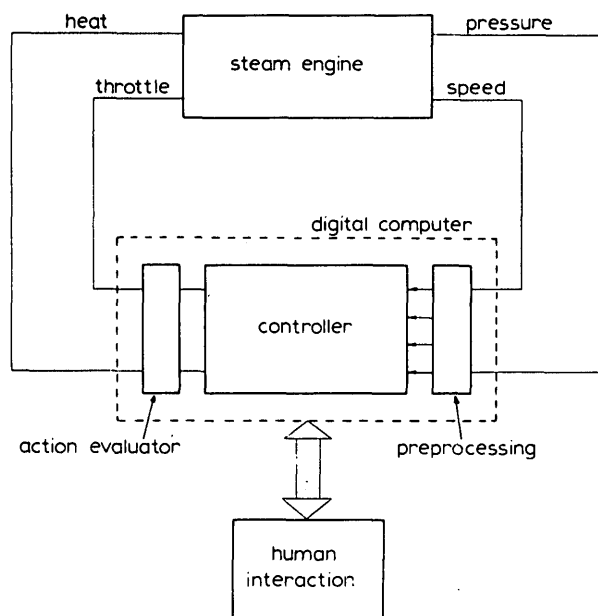 heat
pressure
steam engine
throttle
speed
digital computer
controller
action evaluator
preprocessing
human
interaction